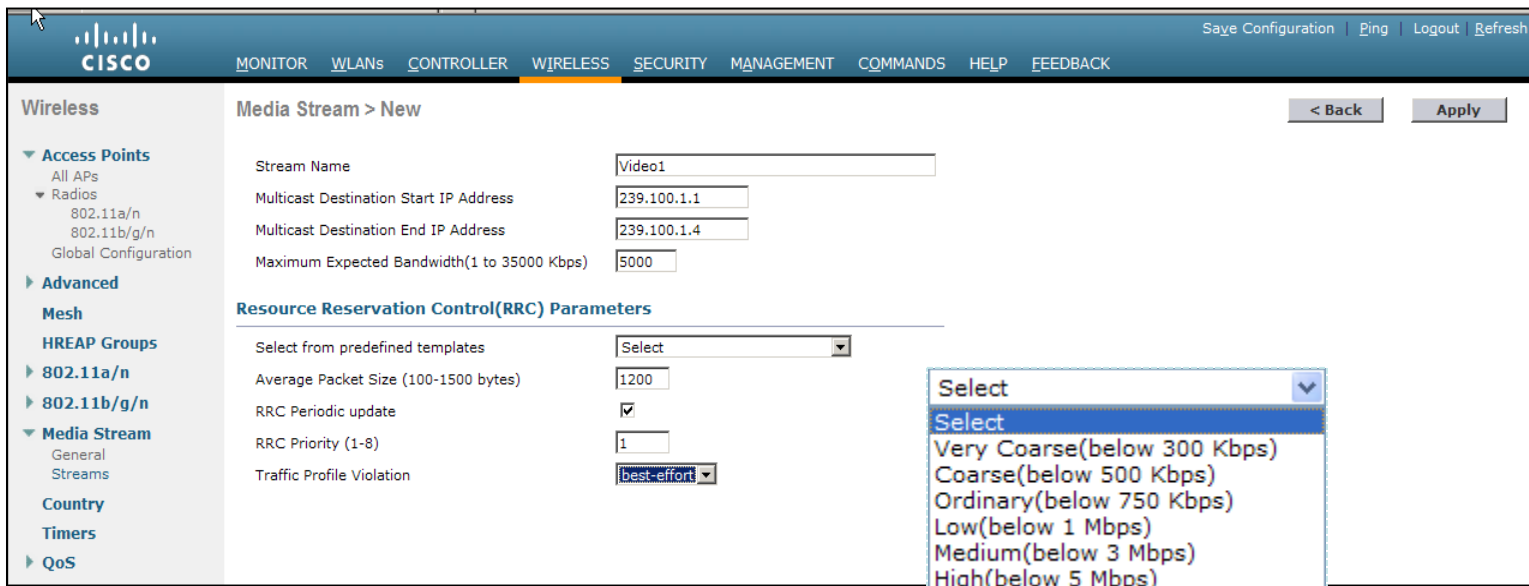 Save Configuration | Ping | Logout | Refresh
CISCO
MONITOR WLANs CONTROLLER WIRELESS SECURITY MANAGEMENT COMMANDS HELP FEEDBACK
Wireless
Access Points
All APs
Radios
802.11a/n
802.11b/g/n
Global Configuration
Advanced
Mesh
HREAP Groups
802.11a/n
802.11b/g/n
Media Stream
General
Streams
Country
Timers
QoS
Media Stream > New
< Back Apply
Stream Name Video1
Multicast Destination Start IP Address 239.100.1.1
Multicast Destination End IP Address 239.100.1.4
Maximum Expected Bandwidth(1 to 35000 Kbps) 5000
Resource Reservation Control(RRC) Parameters
Select from predefined templates Select
Average Packet Size (100-1500 bytes) 1200
RRC Periodic update
RRC Priority (1-8) 1
Traffic Profile Violation best-effort
Select
Select
Very Coarse(below 300 Kbps)
Coarse(below 500 Kbps)
Ordinary(below 750 Kbps)
Low(below 1 Mbps)
Medium(below 3 Mbps)
High(below 5 Mbps)